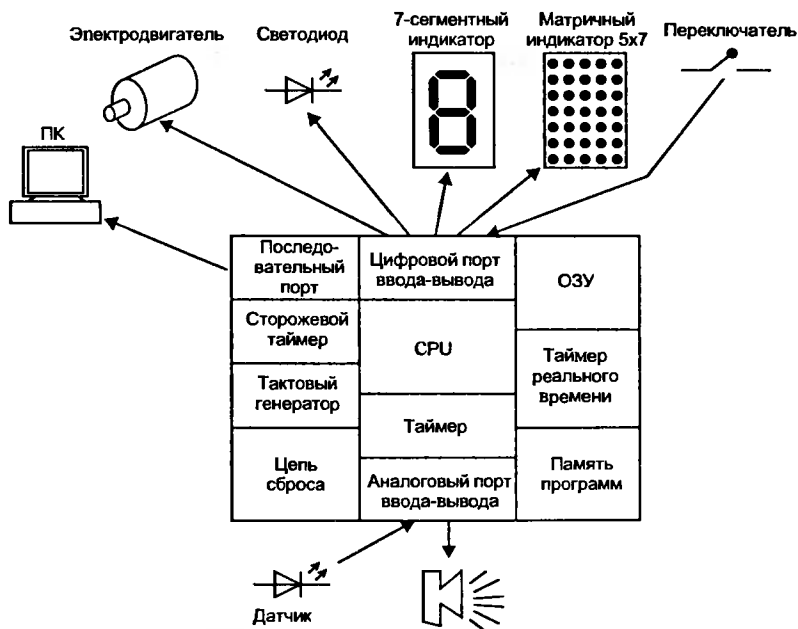 Электродвигатель
Светодиод
7-сегментный
индикатор
Матричный
индикатор 5х7
Переключатель
ПК
Последо-
вательный
порт
Цифровой порт
ввода-вывода
ОЗУ
Сторожевой
таймер
CPU
Таймер
реального
времени
Тактовый
генератор
Таймер
Цепь
сброса
Аналоговый порт
ввода-вывода
Память
программ
Датчик